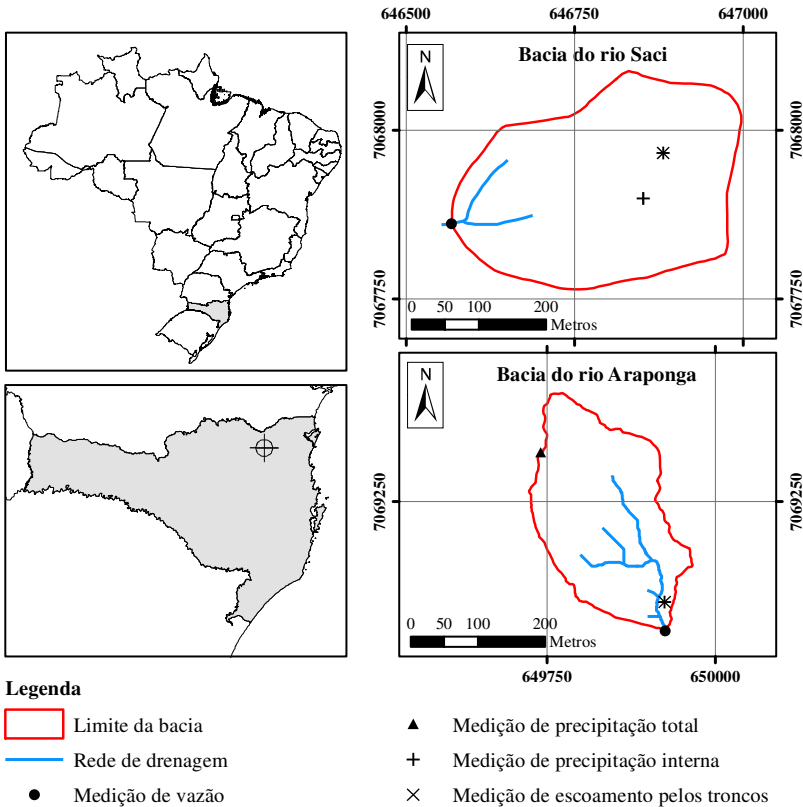 646500 646750 647000
N
Bacia do rio Saci
7068000
7068000
7067750
7067750
0 50 100 200
Metros
N
Bacia do rio Araponga
7069250
7069250
0 50 100 200
Metros
649750 650000
Legenda
Limite da bacia
Rede de drenagem
Medição de vazão
Medição de precipitação total
Medição de precipitação interna
Medição de escoamento pelos troncos